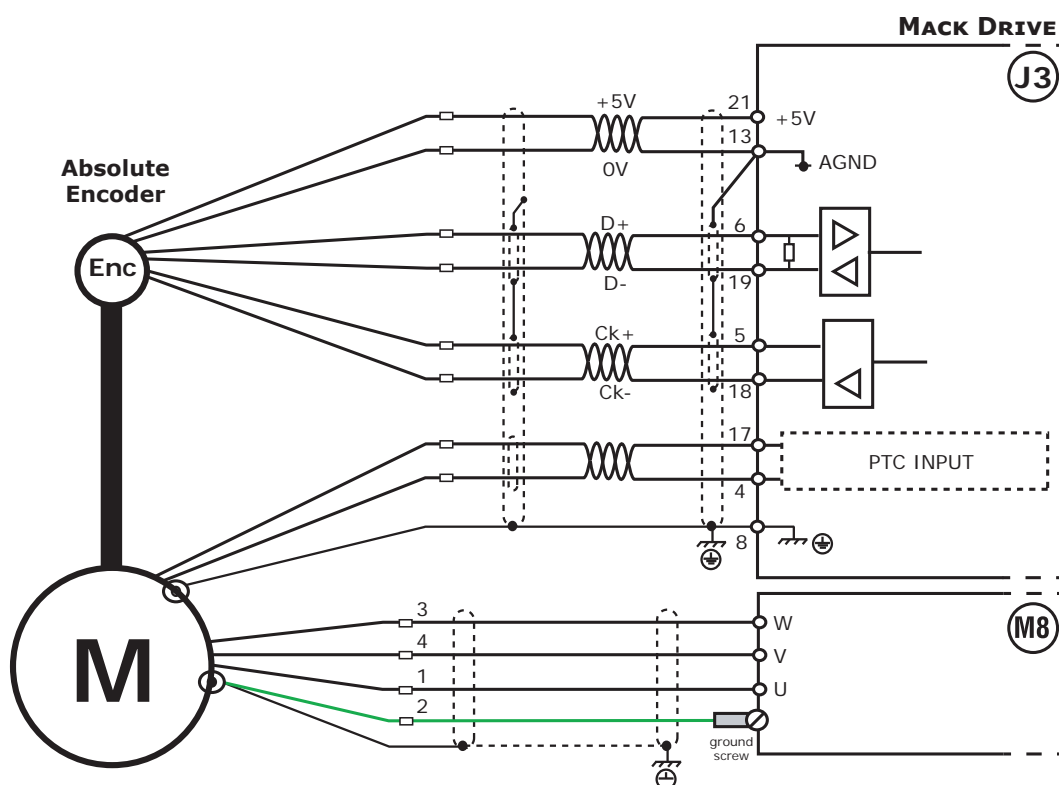 MACK DRIVE
J3
+5V
21
+5V
13
0V
AGND
Absolute
Encoder
Enc
D+
6
D-
19
Ck+
5
Ck-
18
17
PTC INPUT
4
8
M
3
W
M8
4
V
1
U
2
ground
screw